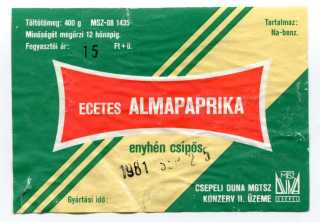 Töltőtömeg: 400 g MSZ-08 1435
Minőségét megőrzi 12 hónapig.
Fogyasztói ár: 15 Ft+ü.
Tartalmaz:
Na-benz.
ECETES ALMAPAPRIKA
enyhén csípős
1981
Gyártási idő:
CSEPELI DUNA MGTSZ
KONZERV II. ÜZEME
CSEPEL